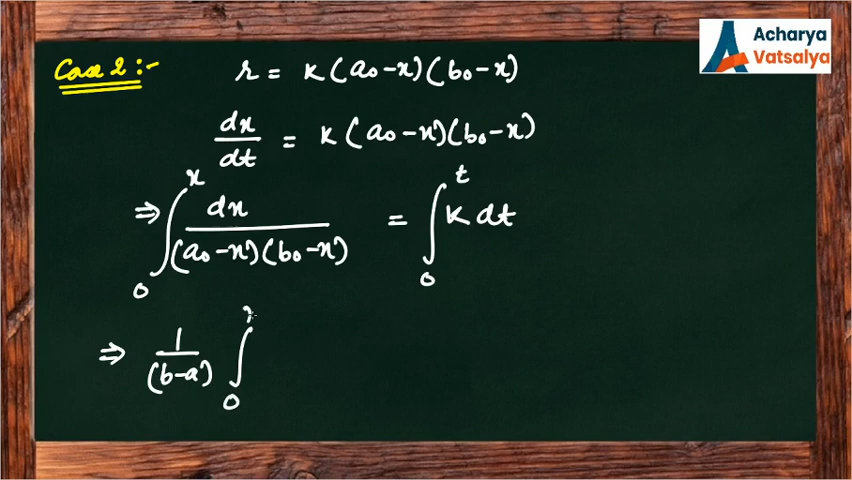 Acharya
Vatsalya
Case 2 :-
r = K (a₀-x)(b₀-x)
dx/dt = K (a₀-x)(b₀-x)
⇒ ∫₀ˣ dx/((a₀-x)(b₀-x)) = ∫₀ᵗ K dt
⇒ 1/(b-a) ∫₀